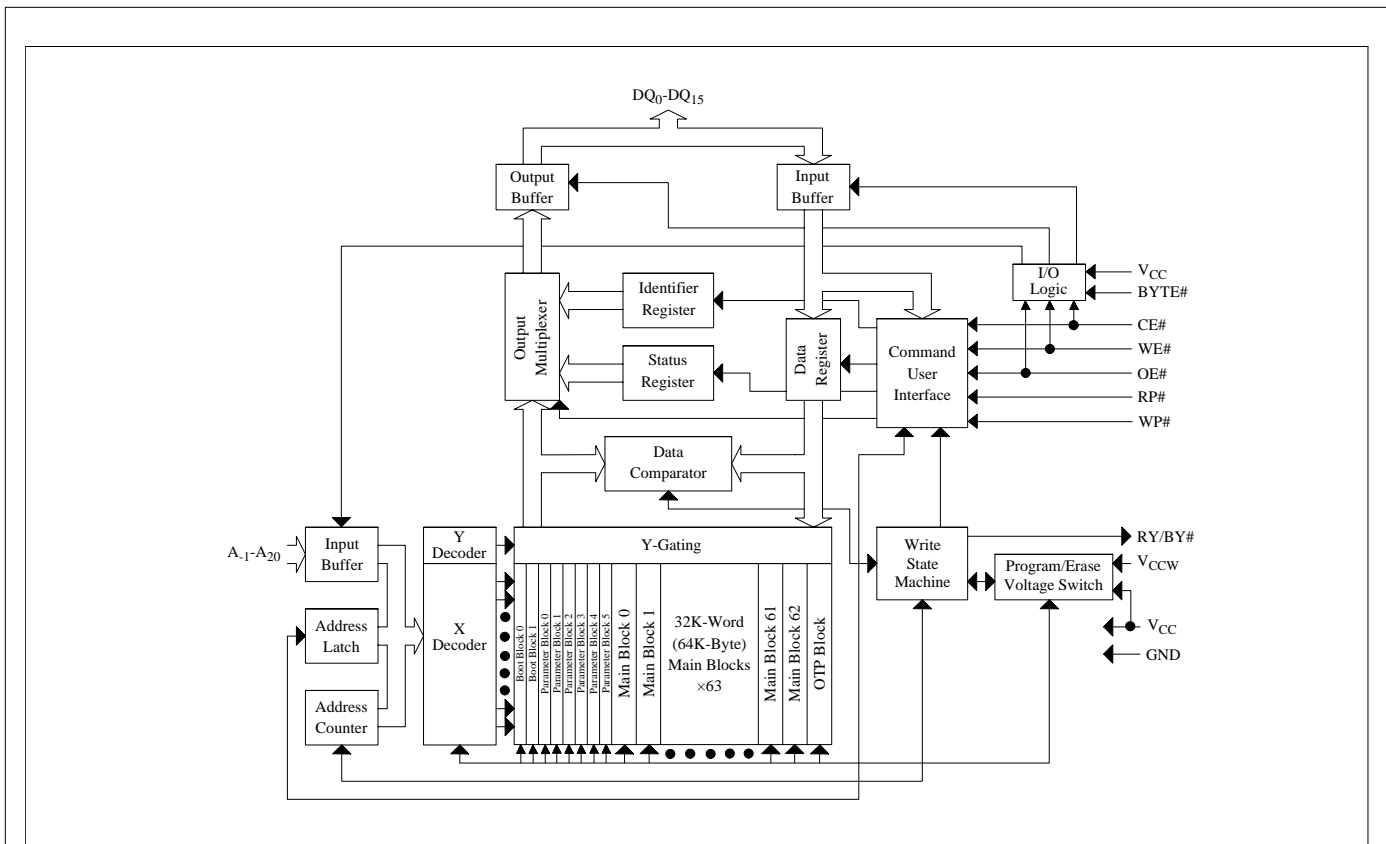 DQ₀-DQ₁₅
Output
Buffer
Input
Buffer
I/O
Logic
V_CC
BYTE#
Identifier
Register
Output
Multiplexer
Status
Register
Data
Register
Command
User
Interface
CE#
WE#
OE#
RP#
WP#
Data
Comparator
A₋₁-A₂₀
Input
Buffer
Y
Decoder
Y-Gating
Write
State
Machine
RY/BY#
Program/Erase
Voltage Switch
V_CCW
V_CC
GND
Address
Latch
X
Decoder
Address
Counter
Boot Block 0
Boot Block 1
Parameter Block 0
Parameter Block 1
Parameter Block 2
Parameter Block 3
Parameter Block 4
Parameter Block 5
Main Block 0
Main Block 1
32K-Word
(64K-Byte)
Main Blocks
×63
Main Block 61
Main Block 62
OTP Block